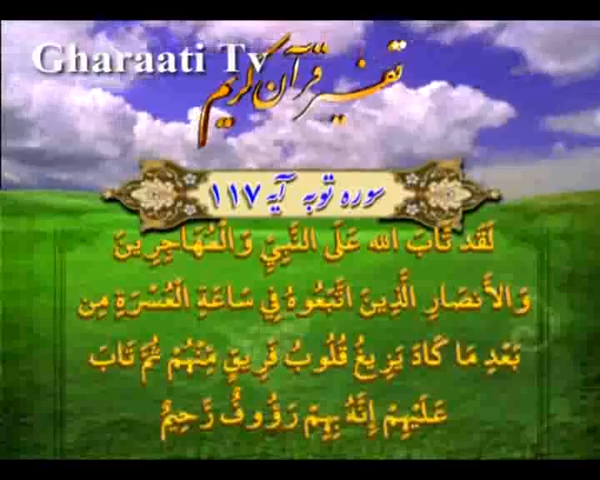 Gharaati Tv
تفسیر قرآن کریم
سوره توبه آیه ۱۱۷
لَقَد تَابَ الله عَلَى النَّبِيِّ وَالْمُهَاجِرِينَ
وَالأَنصَارِ الَّذِينَ اتَّبَعُوهُ فِي سَاعَةِ الْعُسْرَةِ مِن
بَعْدِ مَا كَادَ يَزِيغُ قُلُوبُ فَرِيقٍ مِّنْهُمْ ثُمَّ تَابَ
عَلَيْهِمْ إِنَّهُ بِهِمْ رَؤُوفٌ رَّحِيمٌ